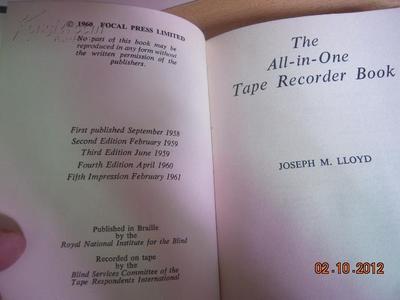 © 1960 FOCAL PRESS LIMITED
No part of this book may be
reproduced in any form without
the written permission of the
publishers.
First published September 1958
Second Edition February 1959
Third Edition June 1959
Fourth Edition April 1960
Fifth Impression February 1961
Published in Braille
by the
Royal National Institute for the Blind
Recorded on tape
by the
Blind Services Committee of the
Tape Respondents International
The
All-in-One
Tape Recorder Book
JOSEPH M. LLOYD
02.10.2012